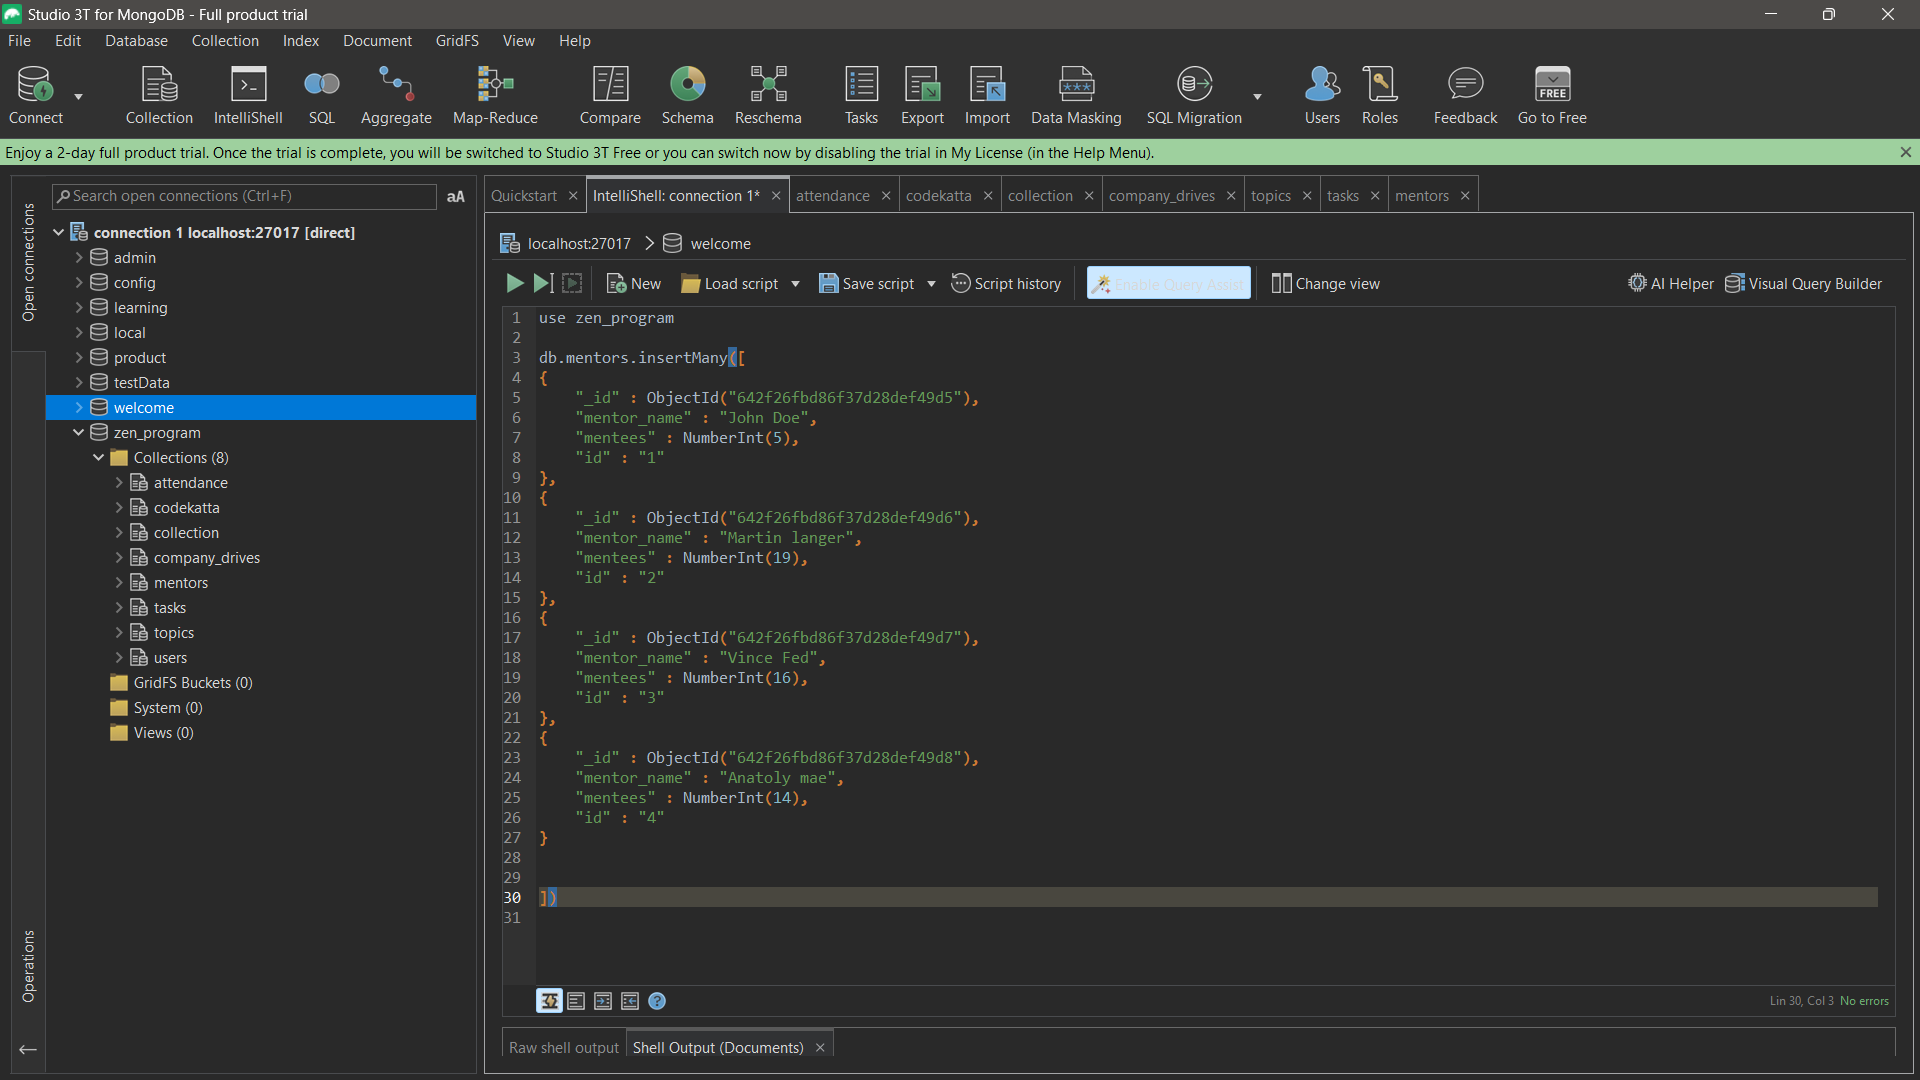 Studio 3T for MongoDB - Full product trial
File Edit Database Collection Index Document GridFS View Help
Connect Collection IntelliShell SQL Aggregate Map-Reduce Compare Schema Reschema Tasks Export Import Data Masking SQL Migration Users Roles Feedback FREE Go to Free
Enjoy a 2-day full product trial. Once the trial is complete, you will be switched to Studio 3T Free or you can switch now by disabling the trial in My License (in the Help Menu).
Open connections
Search open connections (Ctrl+F) aA
connection 1 localhost:27017 [direct]
admin
config
learning
local
product
testData
welcome
zen_program
Collections (8)
attendance
codekatta
collection
company_drives
mentors
tasks
topics
users
GridFS Buckets (0)
System (0)
Views (0)
Operations
Quickstart IntelliShell: connection 1* attendance codekatta collection company_drives topics tasks mentors
localhost:27017 welcome
New Load script Save script Script history Enable Query Assist Change view AI Helper Visual Query Builder
1 use zen_program
2
3 db.mentors.insertMany([
4 {
5 "_id" : ObjectId("642f26fbd86f37d28def49d5"),
6 "mentor_name" : "John Doe",
7 "mentees" : NumberInt(5),
8 "id" : "1"
9 },
10 {
11 "_id" : ObjectId("642f26fbd86f37d28def49d6"),
12 "mentor_name" : "Martin langer",
13 "mentees" : NumberInt(19),
14 "id" : "2"
15 },
16 {
17 "_id" : ObjectId("642f26fbd86f37d28def49d7"),
18 "mentor_name" : "Vince Fed",
19 "mentees" : NumberInt(16),
20 "id" : "3"
21 },
22 {
23 "_id" : ObjectId("642f26fbd86f37d28def49d8"),
24 "mentor_name" : "Anatoly mae",
25 "mentees" : NumberInt(14),
26 "id" : "4"
27 }
28
29
30 ])
31
Lin 30, Col 3 No errors
Raw shell output Shell Output (Documents)